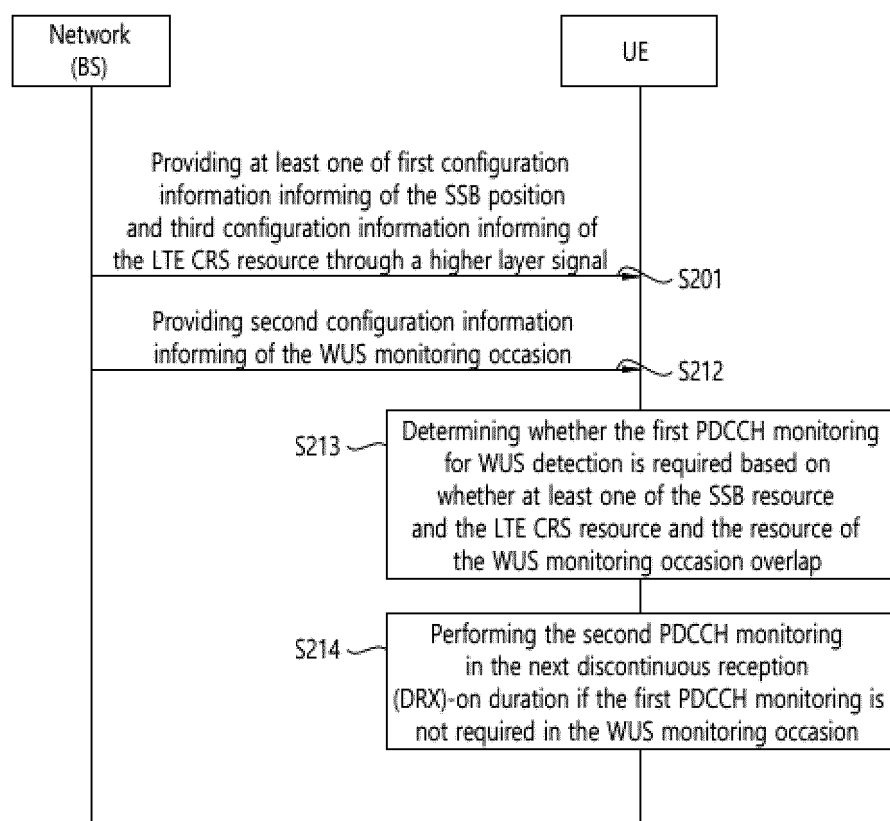 Network
(BS)
UE
Providing at least one of first configuration
information informing of the SSB position
and third configuration information informing of
the LTE CRS resource through a higher layer signal
S201
Providing second configuration information
informing of the WUS monitoring occasion
S212
S213
Determining whether the first PDCCH monitoring
for WUS detection is required based on
whether at least one of the SSB resource
and the LTE CRS resource and the resource of
the WUS monitoring occasion overlap
S214
Performing the second PDCCH monitoring
in the next discontinuous reception
(DRX)-on duration if the first PDCCH monitoring is
not required in the WUS monitoring occasion